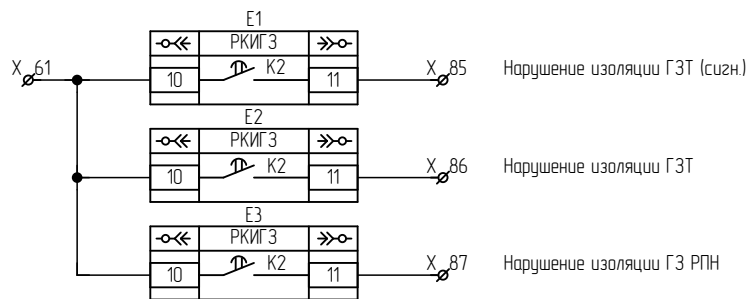 E1
РКИГЗ
X 61
10 K2 11
X 85
Нарушение изоляции ГЗТ (сигн.)
E2
РКИГЗ
10 K2 11
X 86
Нарушение изоляции ГЗТ
E3
РКИГЗ
10 K2 11
X 87
Нарушение изоляции ГЗ РПН